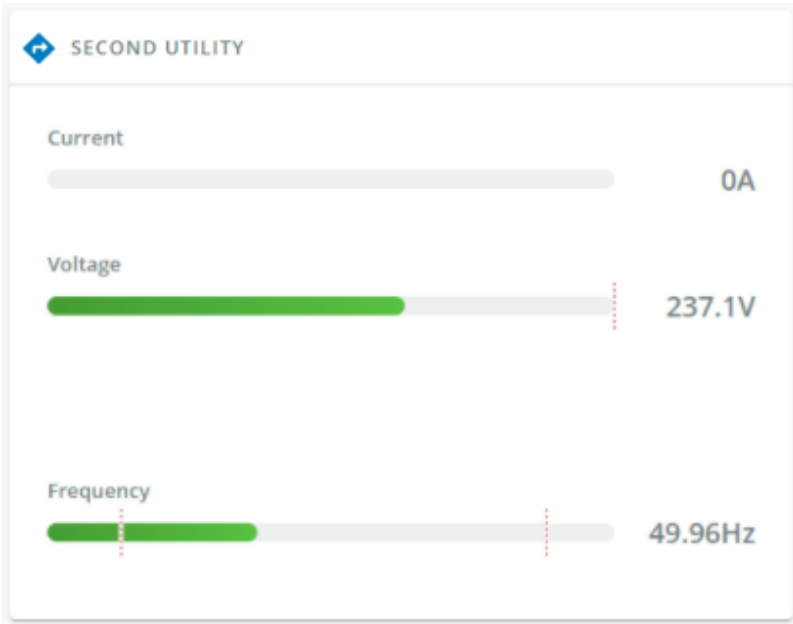 SECOND UTILITY
Current
0A
Voltage
237.1V
Frequency
49.96Hz